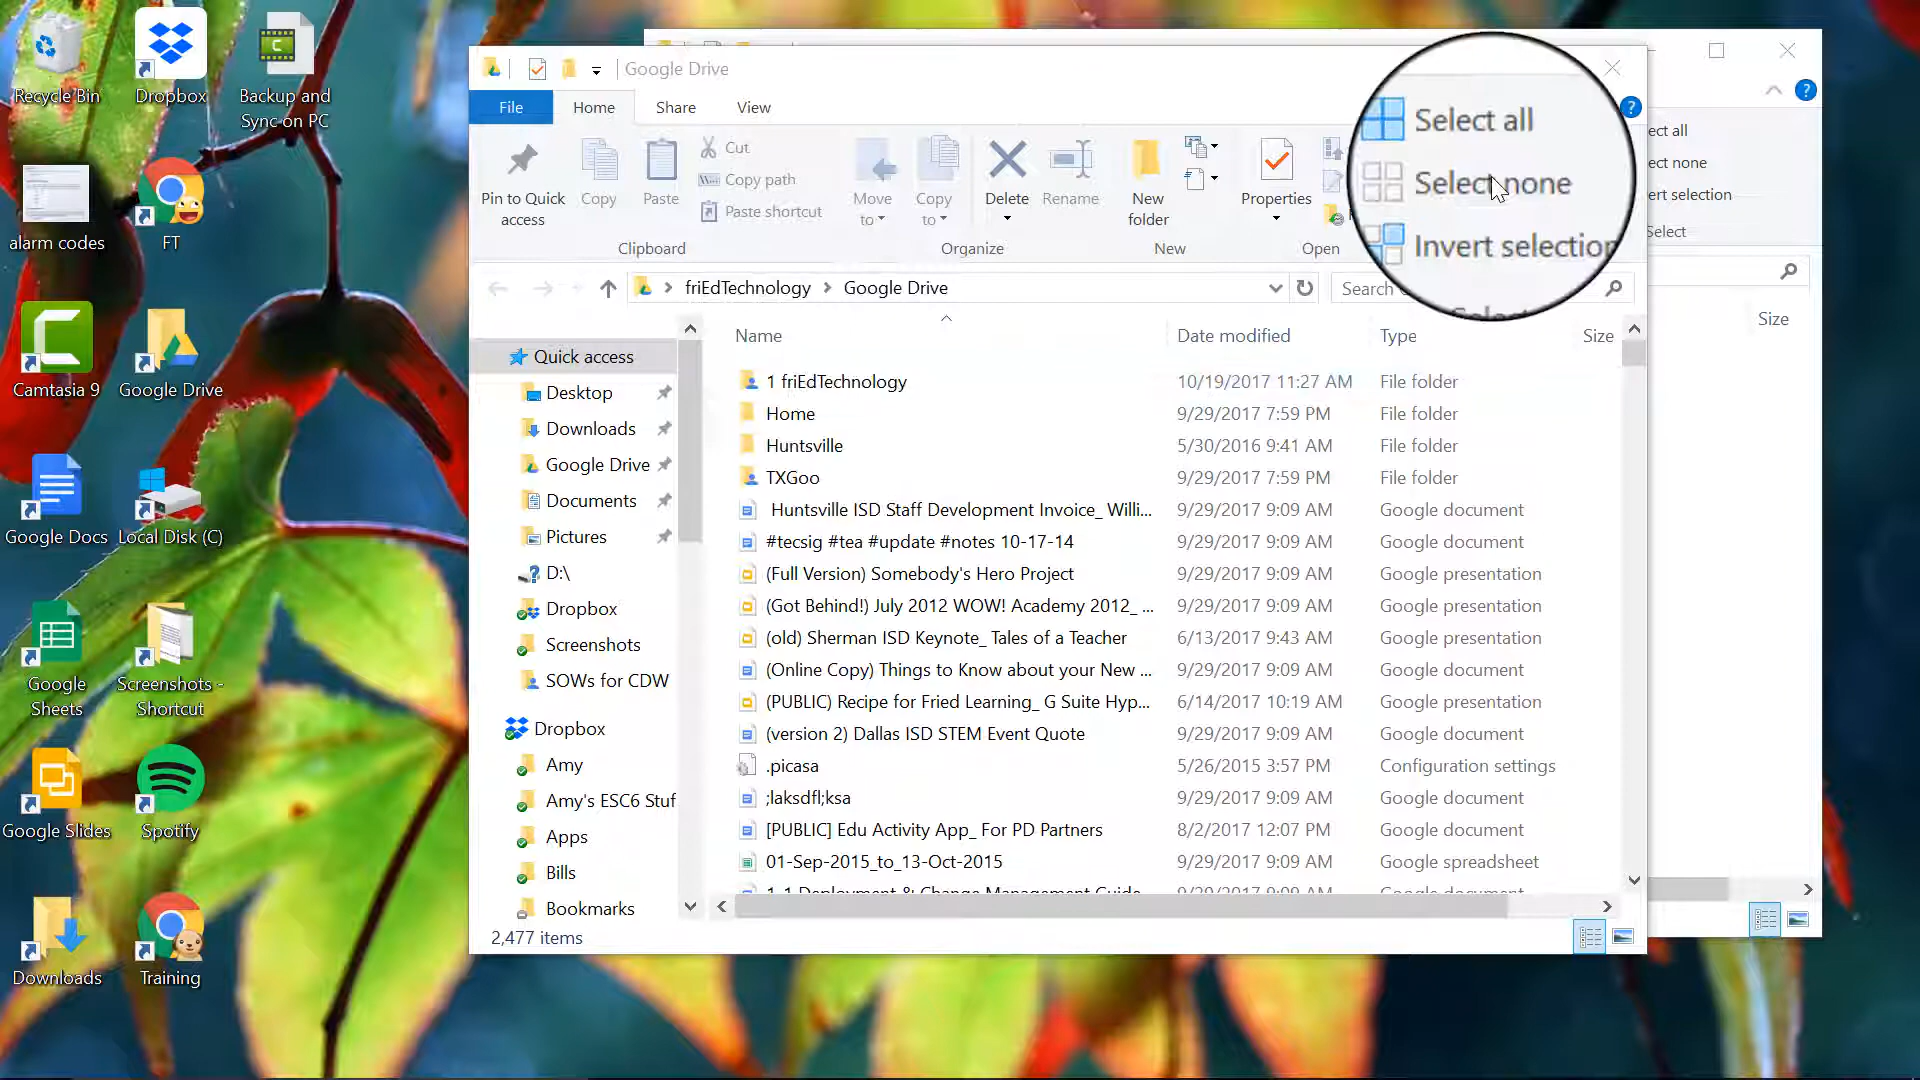 Recycle Bin
Dropbox
Backup and
Sync on PC
alarm codes
FT
Camtasia 9
Google Drive
Google Docs
Local Disk (C)
Google
Sheets
Screenshots -
Shortcut
Google Slides
Spotify
Downloads
Training
Google Drive
File
Home
Share
View
Pin to Quick
access
Copy
Paste
Cut
Copy path
Paste shortcut
Clipboard
Move
to
Copy
to
Delete
Rename
Organize
New
folder
New
Properties
Open
Select all
Select none
Invert selection
ect all
ect none
ert selection
Select
friEdTechnology
Google Drive
Search
Size
Quick access
Desktop
Downloads
Google Drive
Documents
Pictures
D:\
Dropbox
Screenshots
SOWs for CDW
Dropbox
Amy
Amy's ESC6 Stuf
Apps
Bills
Bookmarks
Name Date modified Type Size
1 friEdTechnology 10/19/2017 11:27 AM File folder
Home 9/29/2017 7:59 PM File folder
Huntsville 5/30/2016 9:41 AM File folder
TXGoo 9/29/2017 7:59 PM File folder
Huntsville ISD Staff Development Invoice_ Willi... 9/29/2017 9:09 AM Google document
#tecsig #tea #update #notes 10-17-14 9/29/2017 9:09 AM Google document
(Full Version) Somebody's Hero Project 9/29/2017 9:09 AM Google presentation
(Got Behind!) July 2012 WOW! Academy 2012_ ... 9/29/2017 9:09 AM Google presentation
(old) Sherman ISD Keynote_ Tales of a Teacher 6/13/2017 9:43 AM Google presentation
(Online Copy) Things to Know about your New ... 9/29/2017 9:09 AM Google document
(PUBLIC) Recipe for Fried Learning_ G Suite Hyp... 6/14/2017 10:19 AM Google presentation
(version 2) Dallas ISD STEM Event Quote 9/29/2017 9:09 AM Google document
.picasa 5/26/2015 3:57 PM Configuration settings
;laksdfl;ksa 9/29/2017 9:09 AM Google document
[PUBLIC] Edu Activity App_ For PD Partners 8/2/2017 12:07 PM Google document
01-Sep-2015_to_13-Oct-2015 9/29/2017 9:09 AM Google spreadsheet
1-1 Deployment & Change Management Guide 9/29/2017 9:09 AM Google document
2,477 items